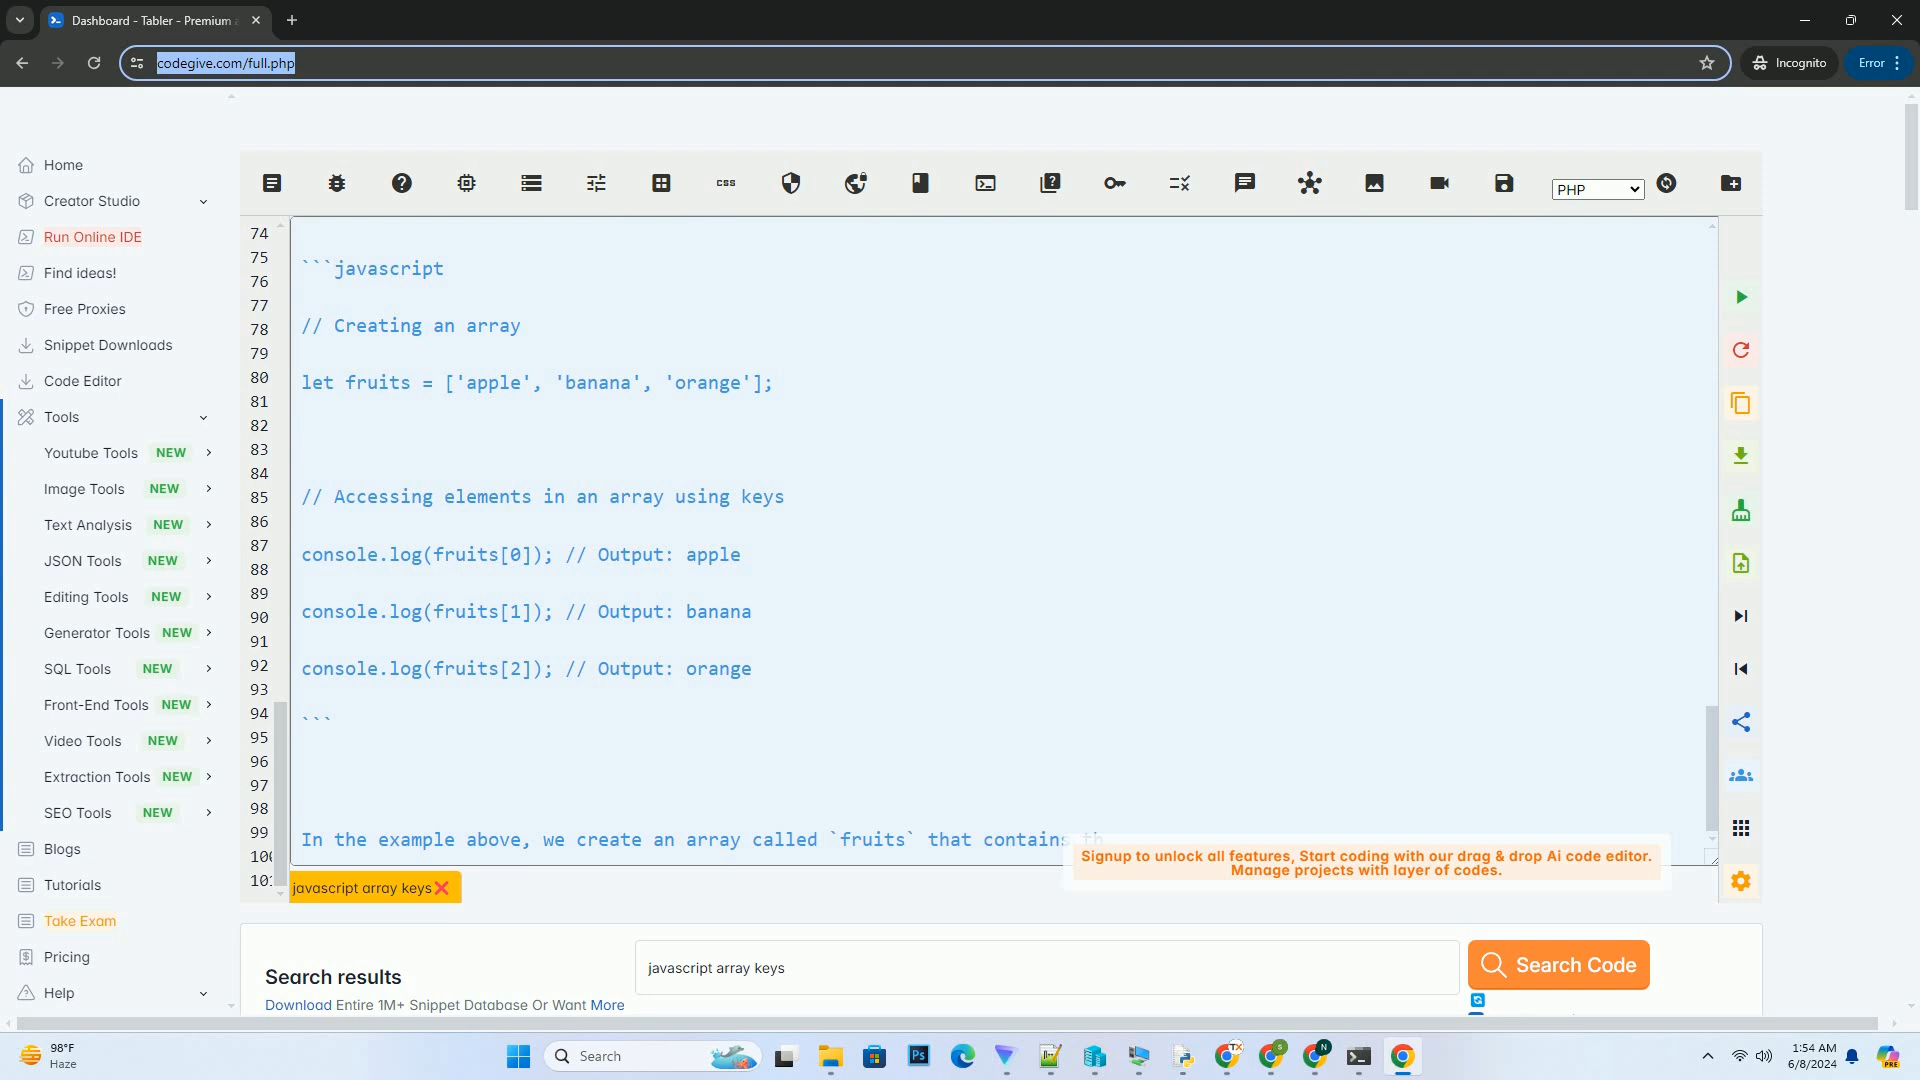 Dashboard - Tabler - Premium
codegive.com/full.php
Incognito
Error
Home
Creator Studio
Run Online IDE
Find ideas!
Free Proxies
Snippet Downloads
Code Editor
Tools
Youtube Tools NEW
Image Tools NEW
Text Analysis NEW
JSON Tools NEW
Editing Tools NEW
Generator Tools NEW
SQL Tools NEW
Front-End Tools NEW
Video Tools NEW
Extraction Tools NEW
SEO Tools NEW
Blogs
Tutorials
Take Exam
Pricing
Help
css
PHP
74
75
76
77
78
79
80
81
82
83
84
85
86
87
88
89
90
91
92
93
94
95
96
97
98
99
100
101
```javascript
// Creating an array
let fruits = ['apple', 'banana', 'orange'];
// Accessing elements in an array using keys
console.log(fruits[0]); // Output: apple
console.log(fruits[1]); // Output: banana
console.log(fruits[2]); // Output: orange
```
In the example above, we create an array called `fruits` that contains th
Signup to unlock all features, Start coding with our drag & drop Ai code editor.
Manage projects with layer of codes.
javascript array keys
Search results
Download Entire 1M+ Snippet Database Or Want More
javascript array keys
Search Code
98°F
Haze
Search
Ps
TX
S
N
1:54 AM
6/8/2024
PRE